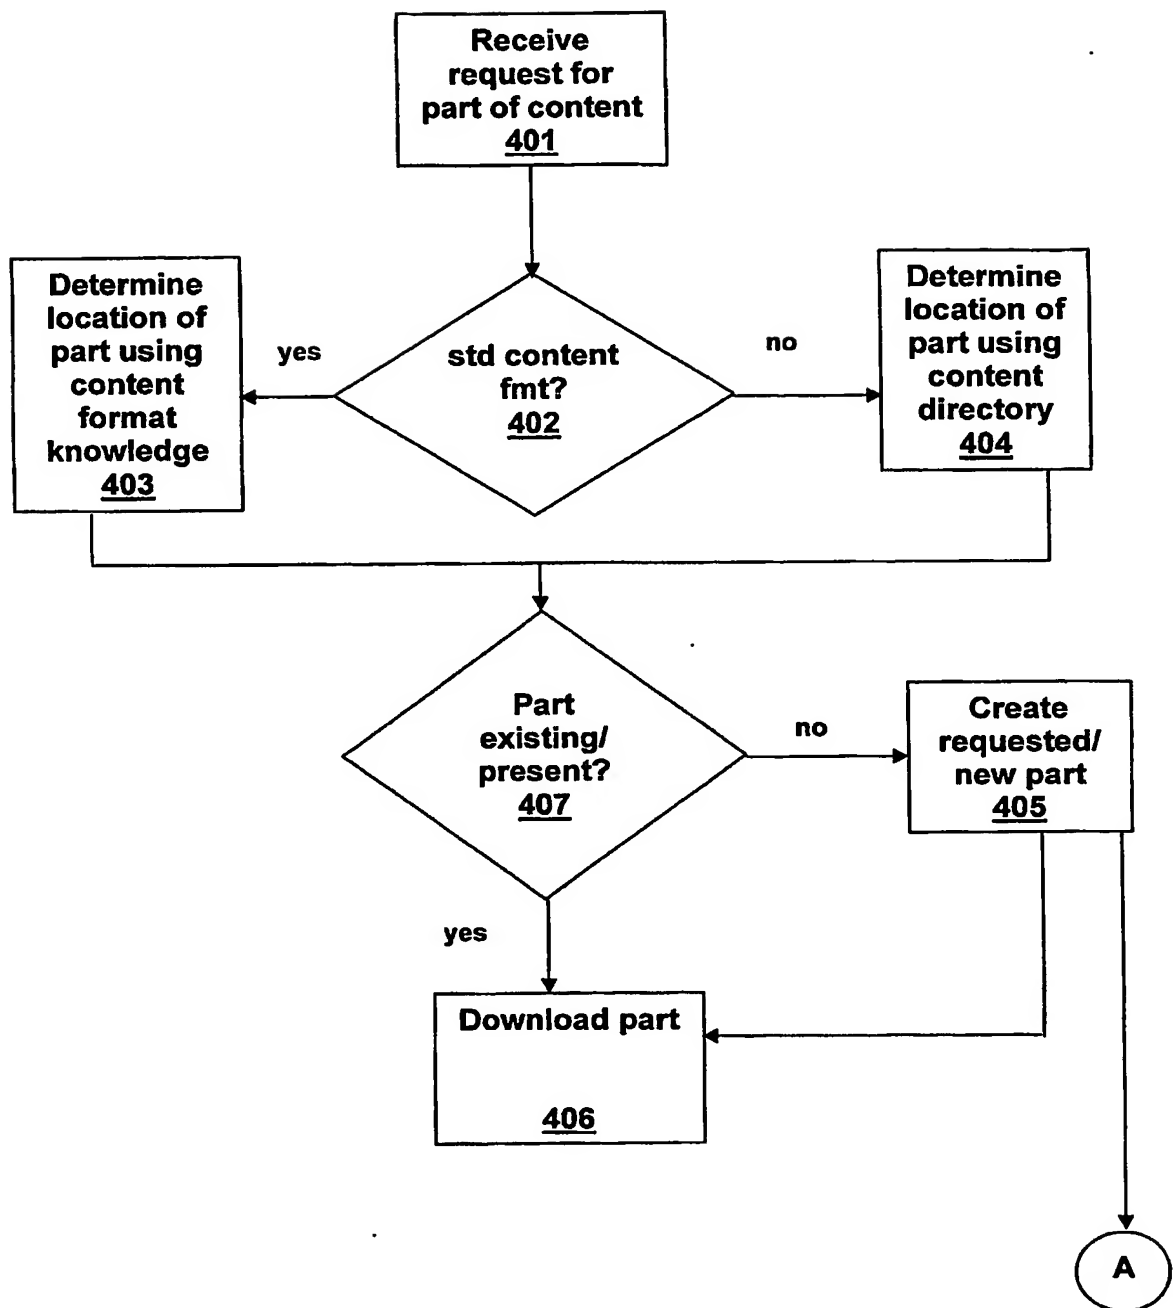 Receive
request for
part of content
401
Determine
location of
part using
content
format
knowledge
403
yes
std content
fmt?
402
no
Determine
location of
part using
content
directory
404
Part
existing/
present?
407
no
Create
requested/
new part
405
yes
Download part
406
A